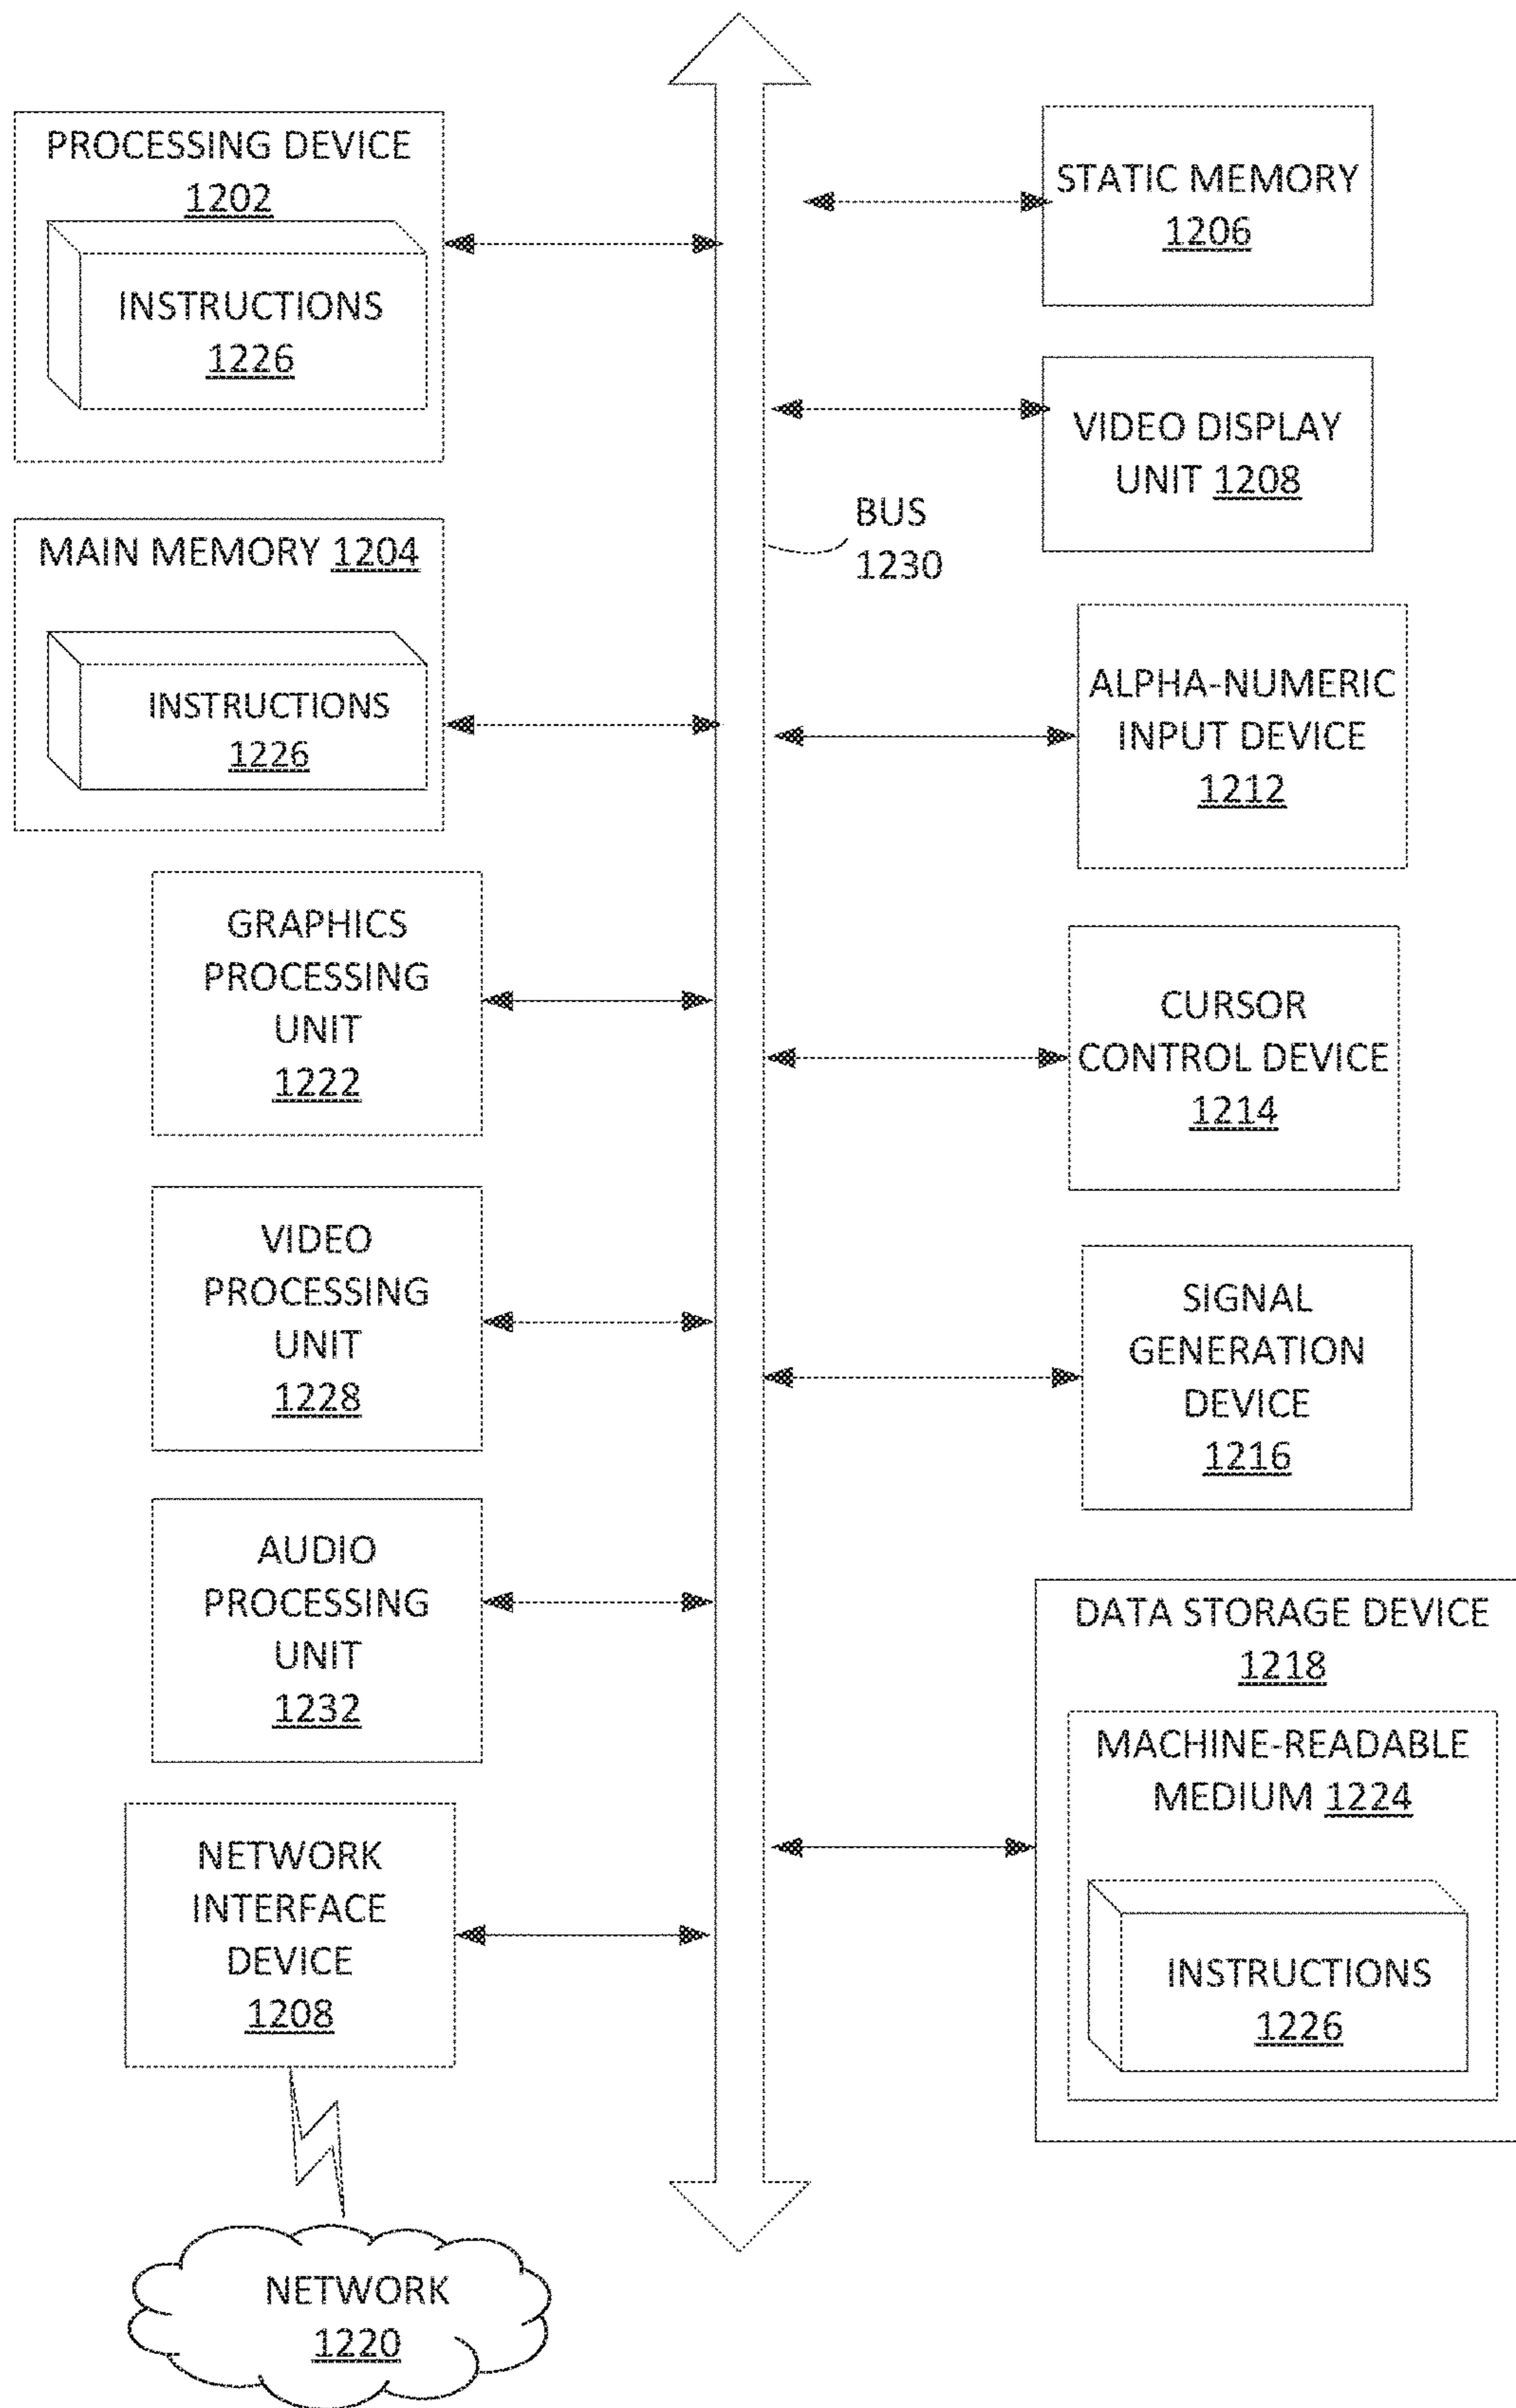 PROCESSING DEVICE
1202
INSTRUCTIONS
1226
MAIN MEMORY 1204
INSTRUCTIONS
1226
GRAPHICS
PROCESSING
UNIT
1222
VIDEO
PROCESSING
UNIT
1228
AUDIO
PROCESSING
UNIT
1232
NETWORK
INTERFACE
DEVICE
1208
NETWORK
1220
BUS
1230
STATIC MEMORY
1206
VIDEO DISPLAY
UNIT 1208
ALPHA-NUMERIC
INPUT DEVICE
1212
CURSOR
CONTROL DEVICE
1214
SIGNAL
GENERATION
DEVICE
1216
DATA STORAGE DEVICE
1218
MACHINE-READABLE
MEDIUM 1224
INSTRUCTIONS
1226